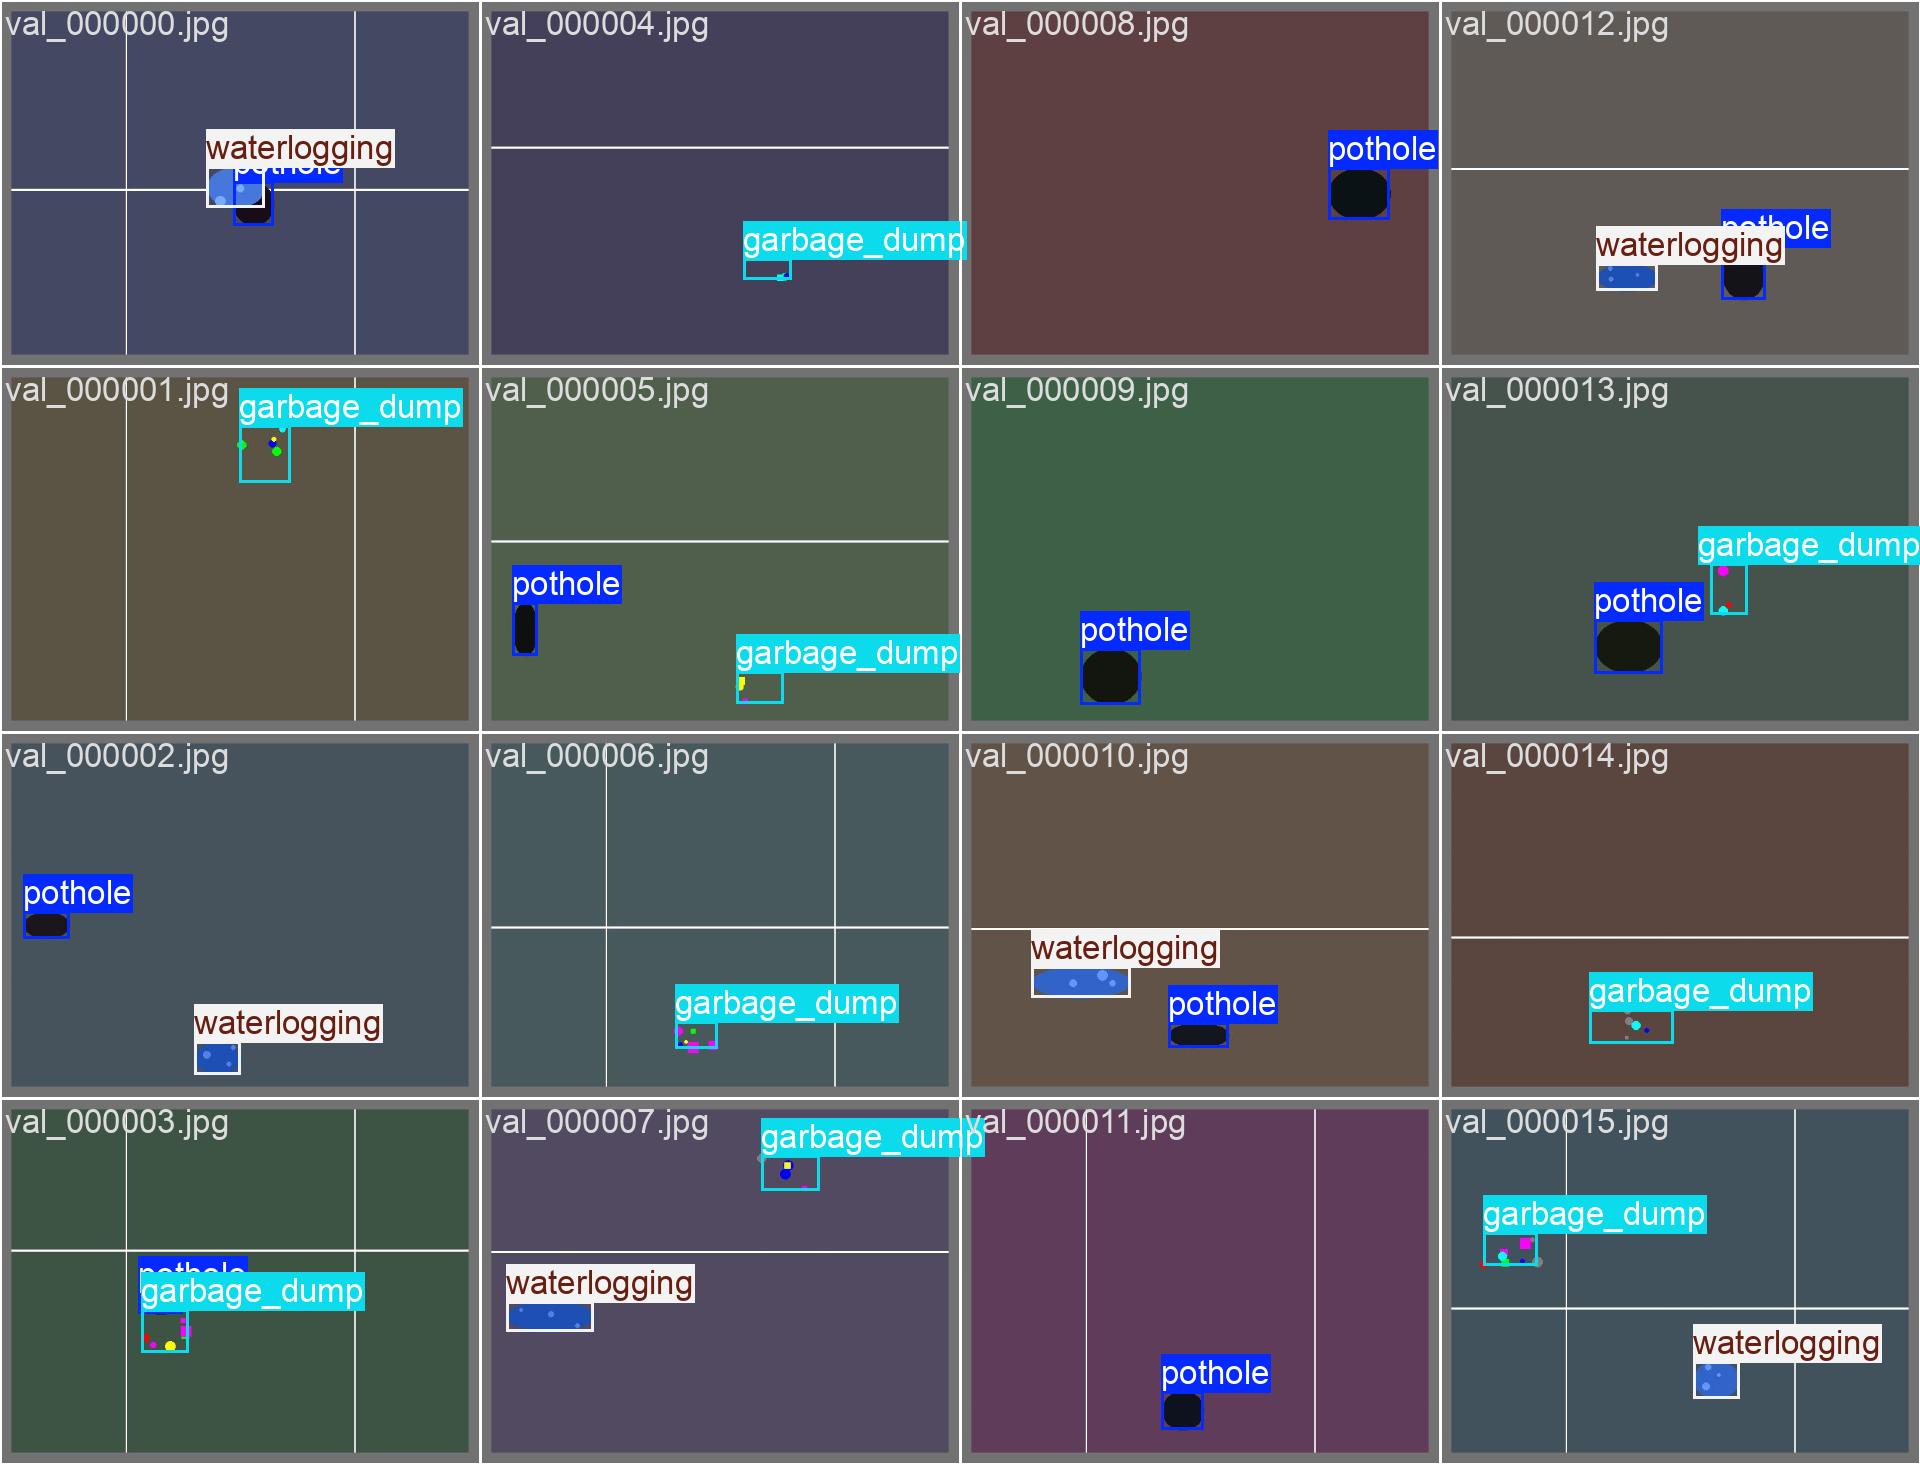 val_000000.jpg
waterlogging
pothole
val_000004.jpg
garbage_dump
val_000008.jpg
pothole
val_000012.jpg
pothole
waterlogging
val_000001.jpg
garbage_dump
val_000005.jpg
pothole
garbage_dump
val_000009.jpg
pothole
val_000013.jpg
garbage_dump
pothole
val_000002.jpg
pothole
waterlogging
val_000006.jpg
garbage_dump
val_000010.jpg
waterlogging
pothole
val_000014.jpg
garbage_dump
val_000003.jpg
pothole
garbage_dump
val_000007.jpg
garbage_dump
waterlogging
val_000011.jpg
pothole
val_000015.jpg
garbage_dump
waterlogging